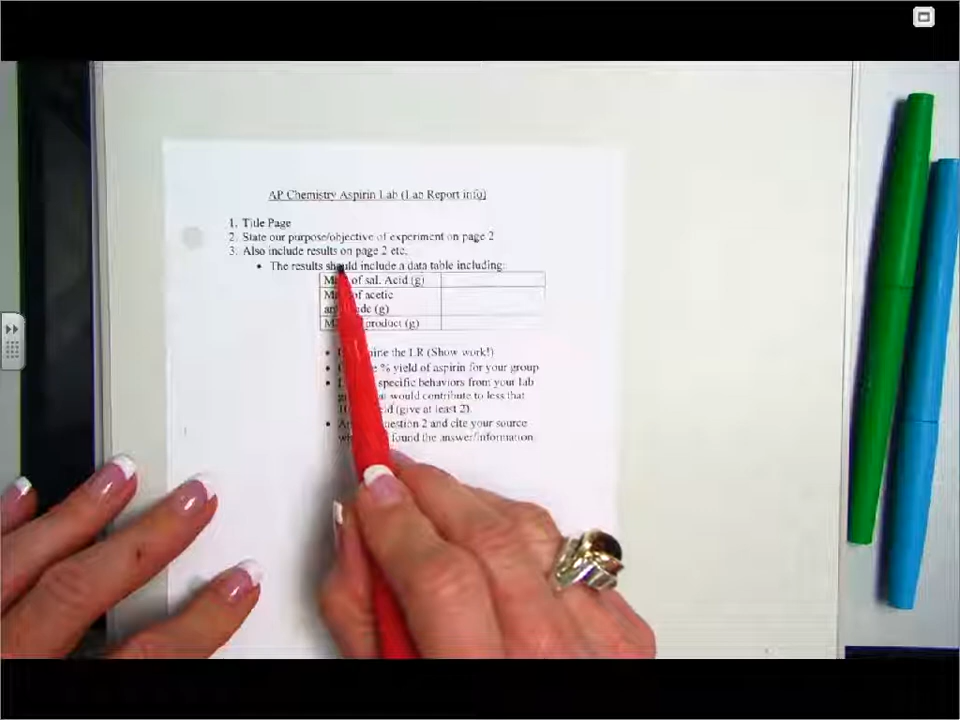 AP Chemistry Aspirin Lab (Lab Report info)
1. Title Page
2. State our purpose/objective of experiment on page 2
3. Also include results on page 2 etc.
• The results should include a data table including:
of sal. Acid (g)
of acetic
(g)
product (g)
• the LR (Show work!)
• % yield of aspirin for your group
• specific behaviors from your lab
would contribute to less that
(give at least 2).
• question 2 and cite your source
found the answer/information